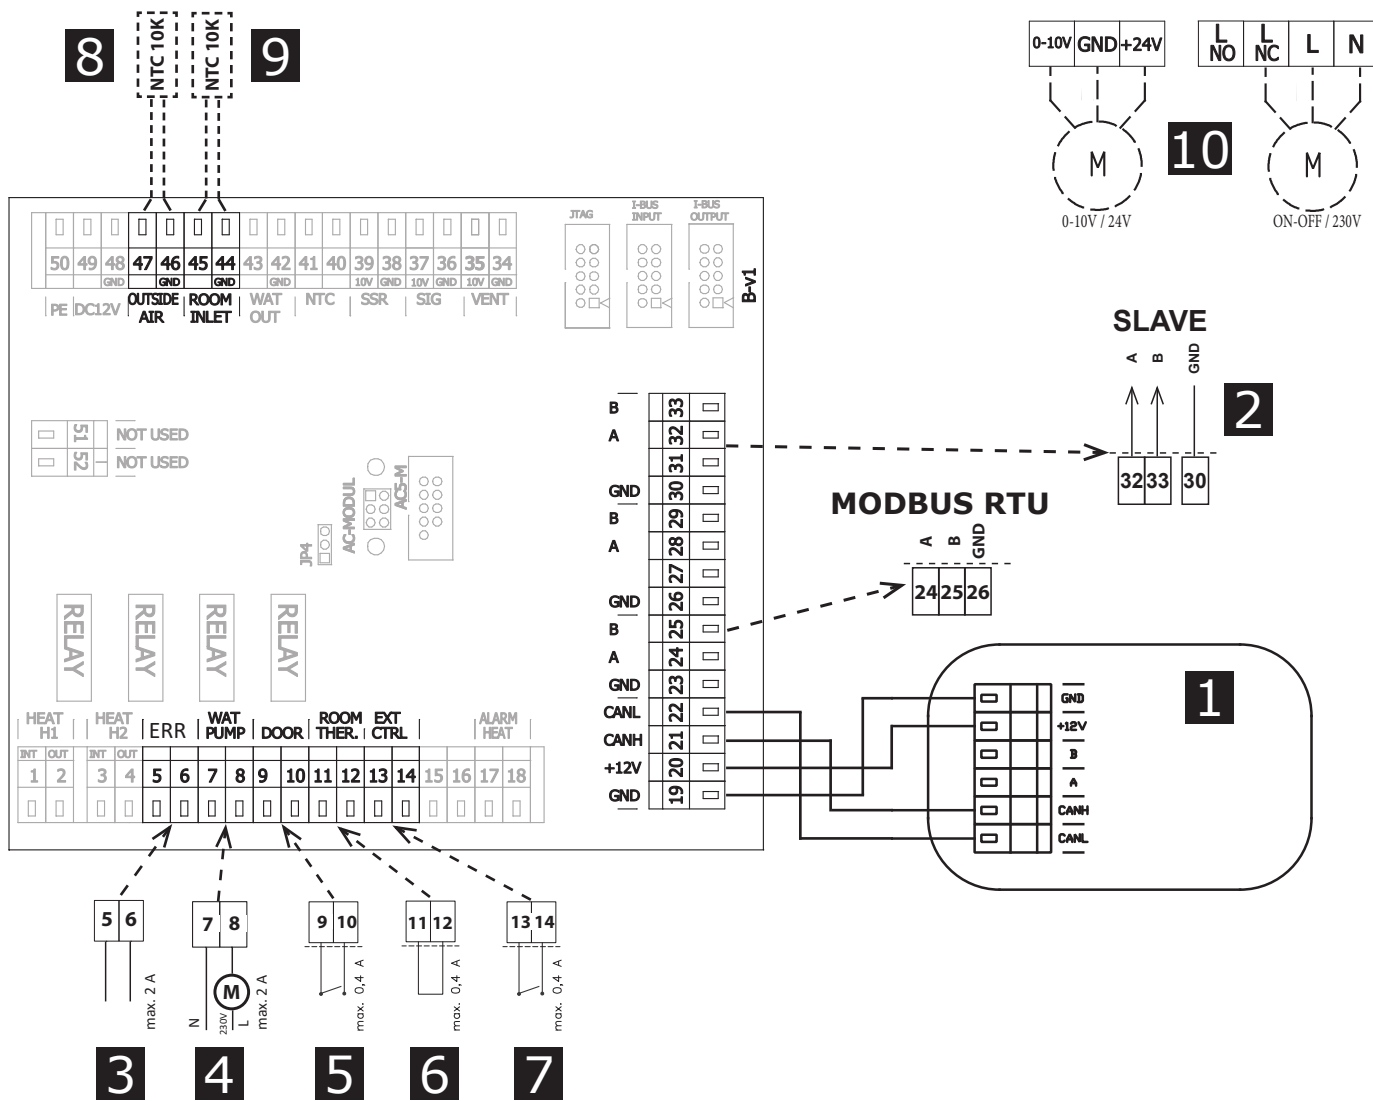 8
NTC 10K
NTC 10K
9
0-10V GND +24V
L NO
L NC
L
N
M
10
M
0-10V / 24V
ON-OFF / 230V
JTAG
I-BUS INPUT
I-BUS OUTPUT
B-v1
50 49 48 47 46 45 44 43 42 41 40 39 38 37 36 35 34
GND GND GND GND 10V GND 10V GND 10V GND
PE DC12V OUTSIDE AIR ROOM INLET WAT OUT NTC SSR SIG VENT
SLAVE
A B GND
2
32 33 30
51 NOT USED
52 NOT USED
JP4
AC-MODUL
ACS-M
B 33
A 32
31
GND 30
B 29
A 28
27
GND 26
B 25
A 24
GND 23
CANL 22
CANH 21
+12V 20
GND 19
MODBUS RTU
A B GND
24 25 26
1
GND
+12V
B
A
CANH
CANL
RELAY RELAY RELAY RELAY
HEAT H1
HEAT H2
ERR
WAT PUMP
DOOR
ROOM THER.
EXT CTRL
ALARM HEAT
INT OUT INT OUT
1 2 3 4 5 6 7 8 9 10 11 12 13 14 15 16 17 18
5 6
max. 2 A
3
7 8
M
N
230V
L
max. 2 A
4
9 10
max. 0,4 A
5
11 12
max. 0,4 A
6
13 14
max. 0,4 A
7